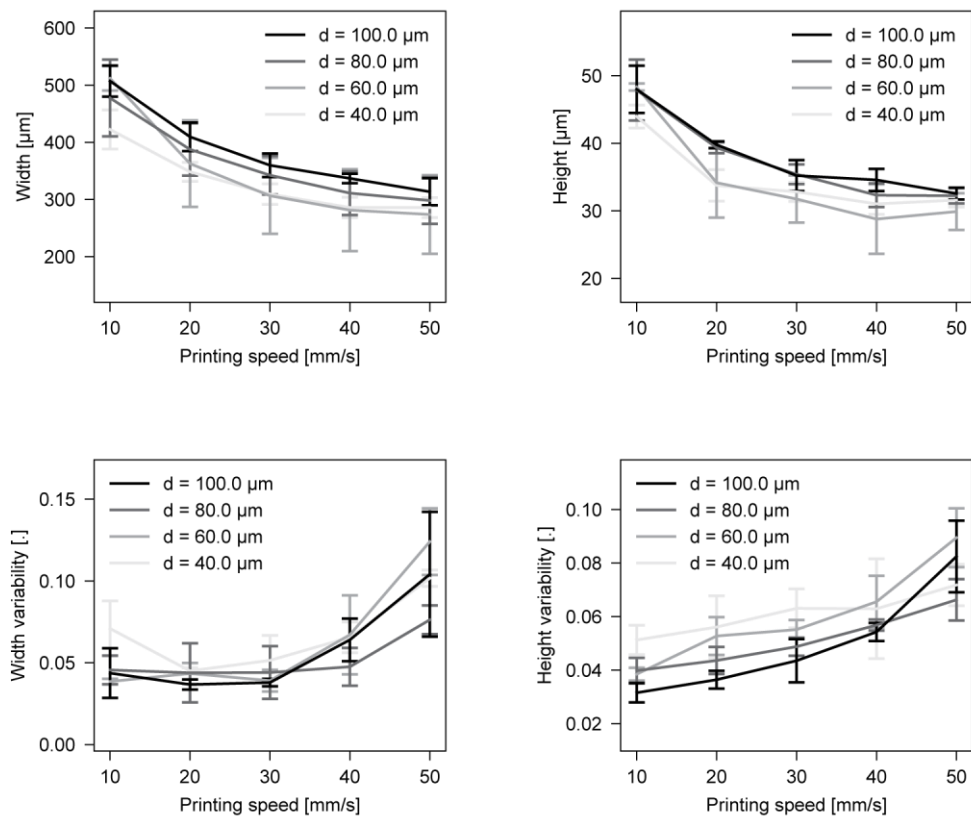 600
500
400
300
200
Width [µm]
d = 100.0 µm
d = 80.0 µm
d = 60.0 µm
d = 40.0 µm
10 20 30 40 50
Printing speed [mm/s]
50
40
30
20
Height [µm]
d = 100.0 µm
d = 80.0 µm
d = 60.0 µm
d = 40.0 µm
10 20 30 40 50
Printing speed [mm/s]
0.15
0.10
0.05
0.00
Width variability [.]
d = 100.0 µm
d = 80.0 µm
d = 60.0 µm
d = 40.0 µm
10 20 30 40 50
Printing speed [mm/s]
0.10
0.08
0.06
0.04
0.02
Height variability [.]
d = 100.0 µm
d = 80.0 µm
d = 60.0 µm
d = 40.0 µm
10 20 30 40 50
Printing speed [mm/s]